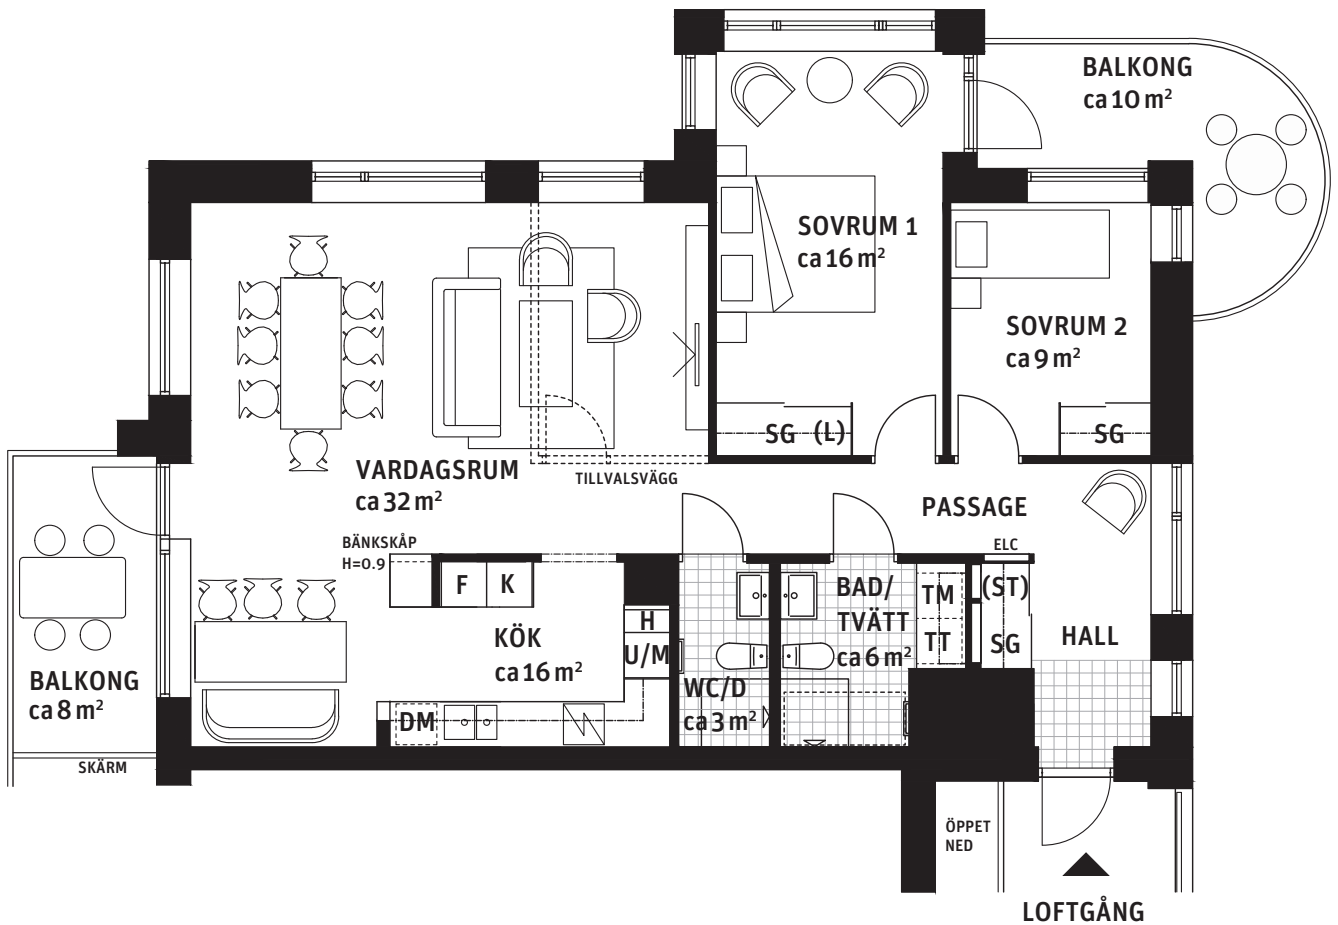 BALKONG
ca 10 m²
SOVRUM 1
ca 16 m²
SOVRUM 2
ca 9 m²
SG (L)
SG
VARDAGSRUM
ca 32 m²
TILLVALSVÄGG
PASSAGE
BÄNKSKÅP
H=0.9
ELC
F
K
H
U/M
KÖK
ca 16 m²
DM
BAD/
TVÄTT
ca 6 m²
TM
TT
(ST)
SG
HALL
WC/D
ca 3 m²
BALKONG
ca 8 m²
SKÄRM
ÖPPET
NED
LOFTGÅNG